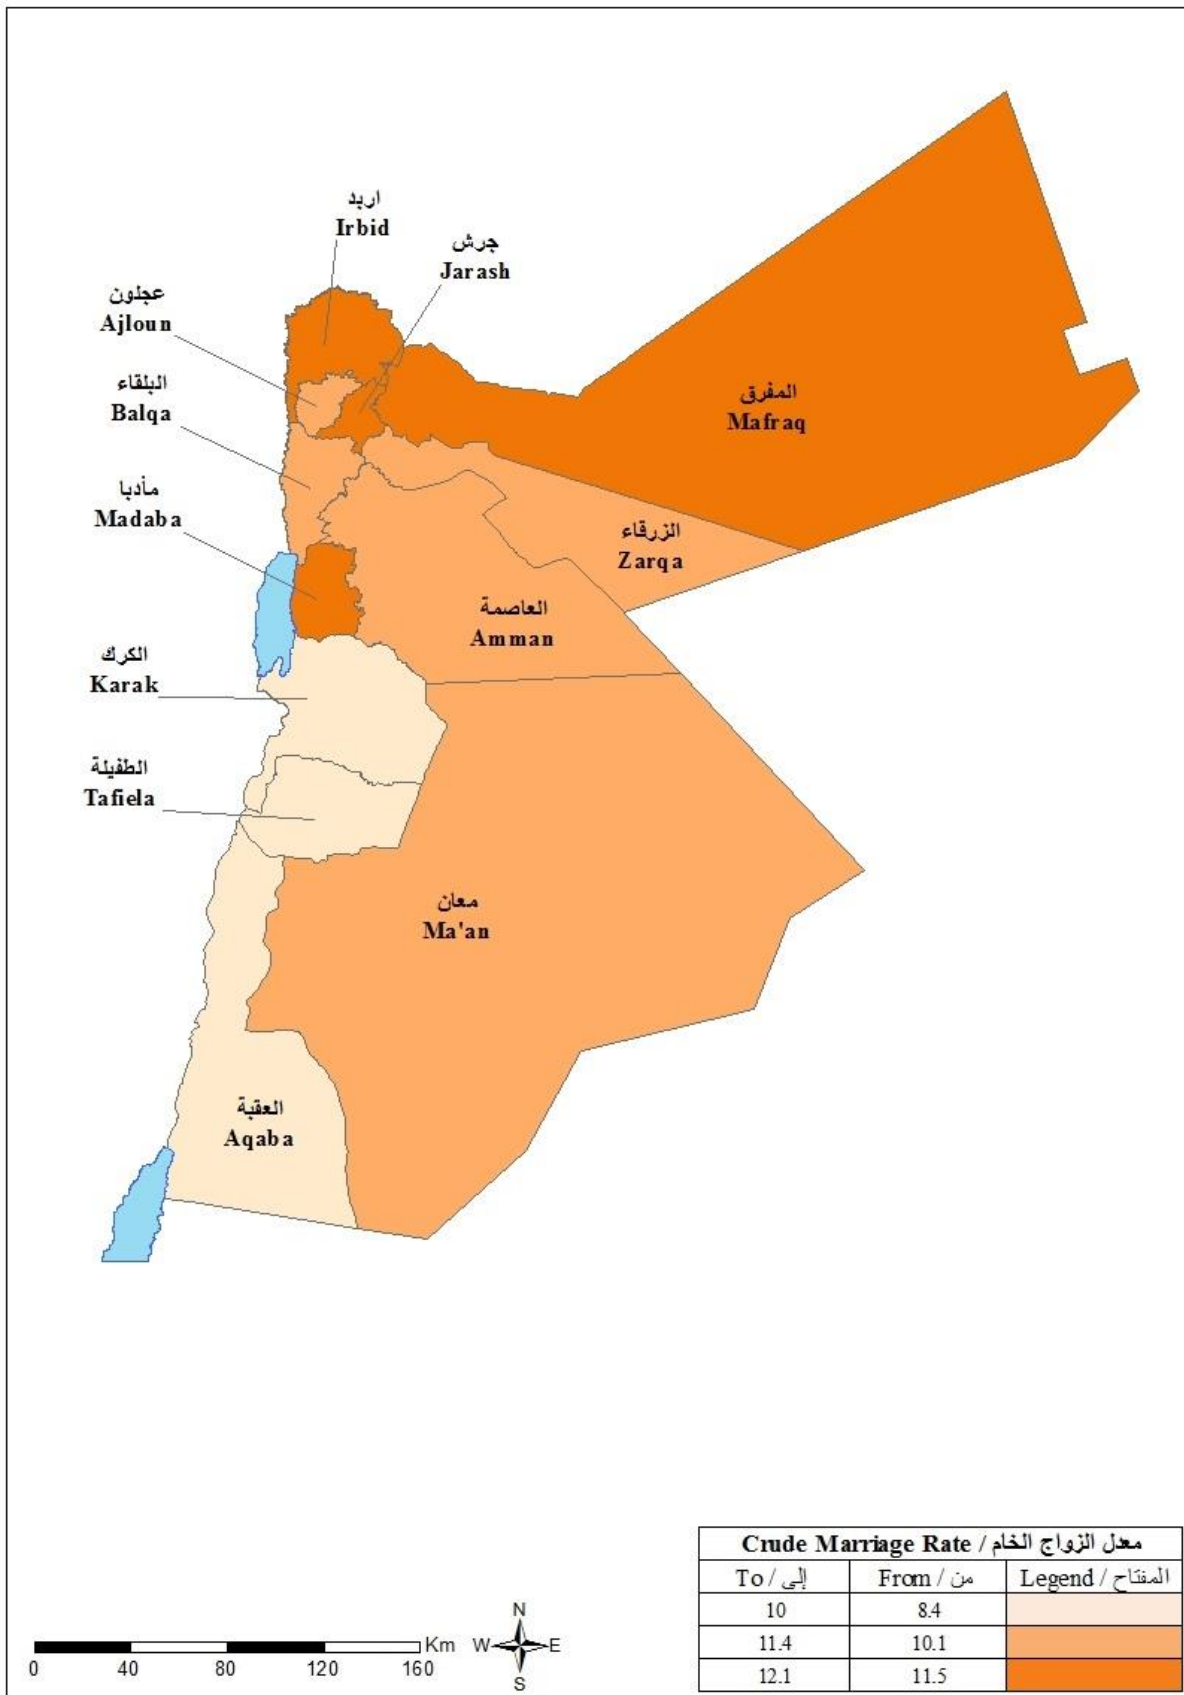 اربد
Irbid
جرش
Jarash
عجلون
Ajloun
البلقاء
Balqa
المفرق
Mafraq
مأدبا
Madaba
الزرقاء
Zarqa
العاصمة
Amman
الكرك
Karak
الطفيلة
Tafiela
معان
Ma'an
العقبة
Aqaba
Crude Marriage Rate / معدل الزواج الخام
To / إلى From / من Legend / المفتاح
10 8.4
11.4 10.1
12.1 11.5
N
W E
S
Km
0 40 80 120 160